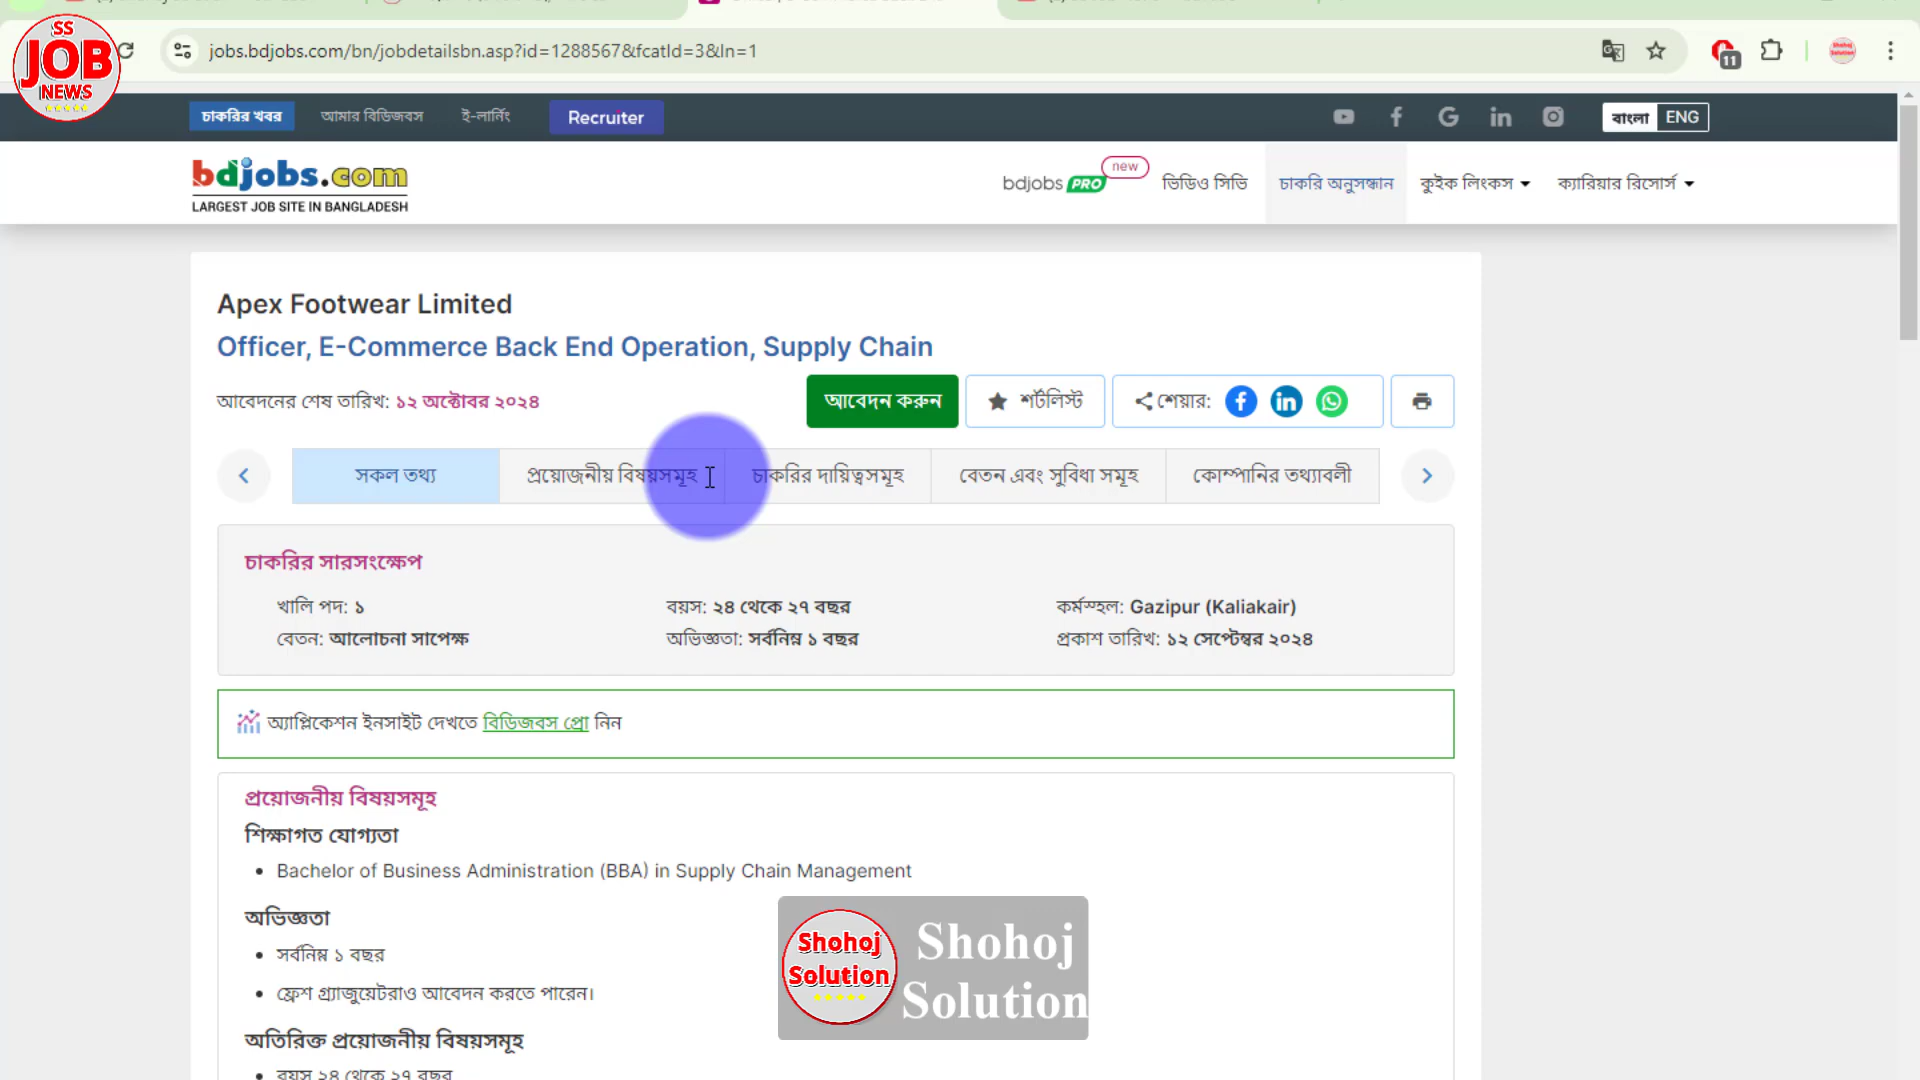 SS
JOB
NEWS
jobs.bdjobs.com/bn/jobdetailsbn.asp?id=1288567&fcatId=3&ln=1
11
চাকরির খবর আমার বিডিজবস ই-লার্নিং Recruiter
বাংলা ENG
bdjobs.com
LARGEST JOB SITE IN BANGLADESH
bdjobs PRO new ভিডিও সিভি চাকরি অনুসন্ধান কুইক লিংকস ক্যারিয়ার রিসোর্স
Apex Footwear Limited
Officer, E-Commerce Back End Operation, Supply Chain
আবেদনের শেষ তারিখ: ১২ অক্টোবর ২০২৪
আবেদন করুন শর্টলিস্ট শেয়ার:
সকল তথ্য প্রয়োজনীয় বিষয়সমূহ চাকরির দায়িত্বসমূহ বেতন এবং সুবিধা সমূহ কোম্পানির তথ্যাবলী
চাকরির সারসংক্ষেপ
খালি পদ: ১ বয়স: ২৪ থেকে ২৭ বছর কর্মস্থল: Gazipur (Kaliakair)
বেতন: আলোচনা সাপেক্ষ অভিজ্ঞতা: সর্বনিম্ন ১ বছর প্রকাশ তারিখ: ১২ সেপ্টেম্বর ২০২৪
অ্যাপ্লিকেশন ইনসাইট দেখতে বিডিজবস প্রো নিন
প্রয়োজনীয় বিষয়সমূহ
শিক্ষাগত যোগ্যতা
Bachelor of Business Administration (BBA) in Supply Chain Management
অভিজ্ঞতা
সর্বনিম্ন ১ বছর
ফ্রেশ গ্র্যাজুয়েটরাও আবেদন করতে পারেন।
অতিরিক্ত প্রয়োজনীয় বিষয়সমূহ
বয়স ২৪ থেকে ২৭ বছর
Shohoj
Solution
Shohoj
Solution